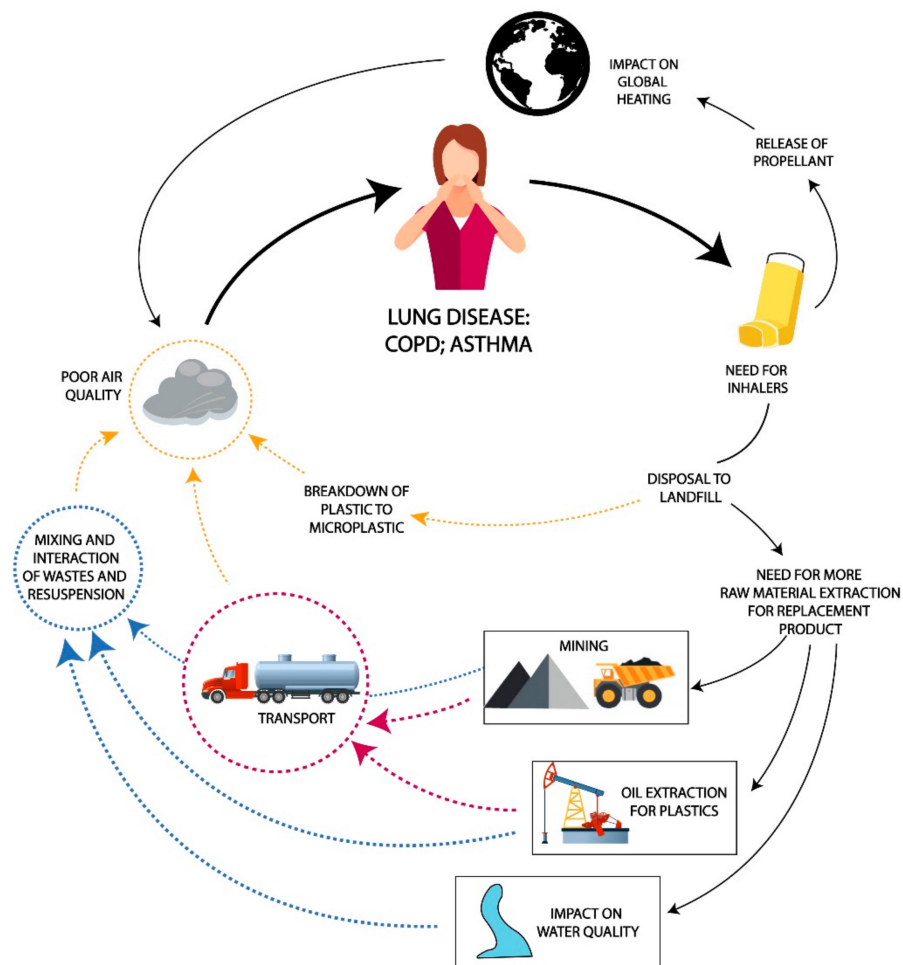 IMPACT ON
GLOBAL
HEATING
RELEASE OF
PROPELLANT
LUNG DISEASE:
COPD; ASTHMA
NEED FOR
INHALERS
POOR AIR
QUALITY
DISPOSAL TO
LANDFILL
BREAKDOWN OF
PLASTIC TO
MICROPLASTIC
MIXING AND
INTERACTION
OF WASTES AND
RESUSPENSION
NEED FOR MORE
RAW MATERIAL EXTRACTION
FOR REPLACEMENT
PRODUCT
MINING
TRANSPORT
OIL EXTRACTION
FOR PLASTICS
IMPACT ON
WATER QUALITY